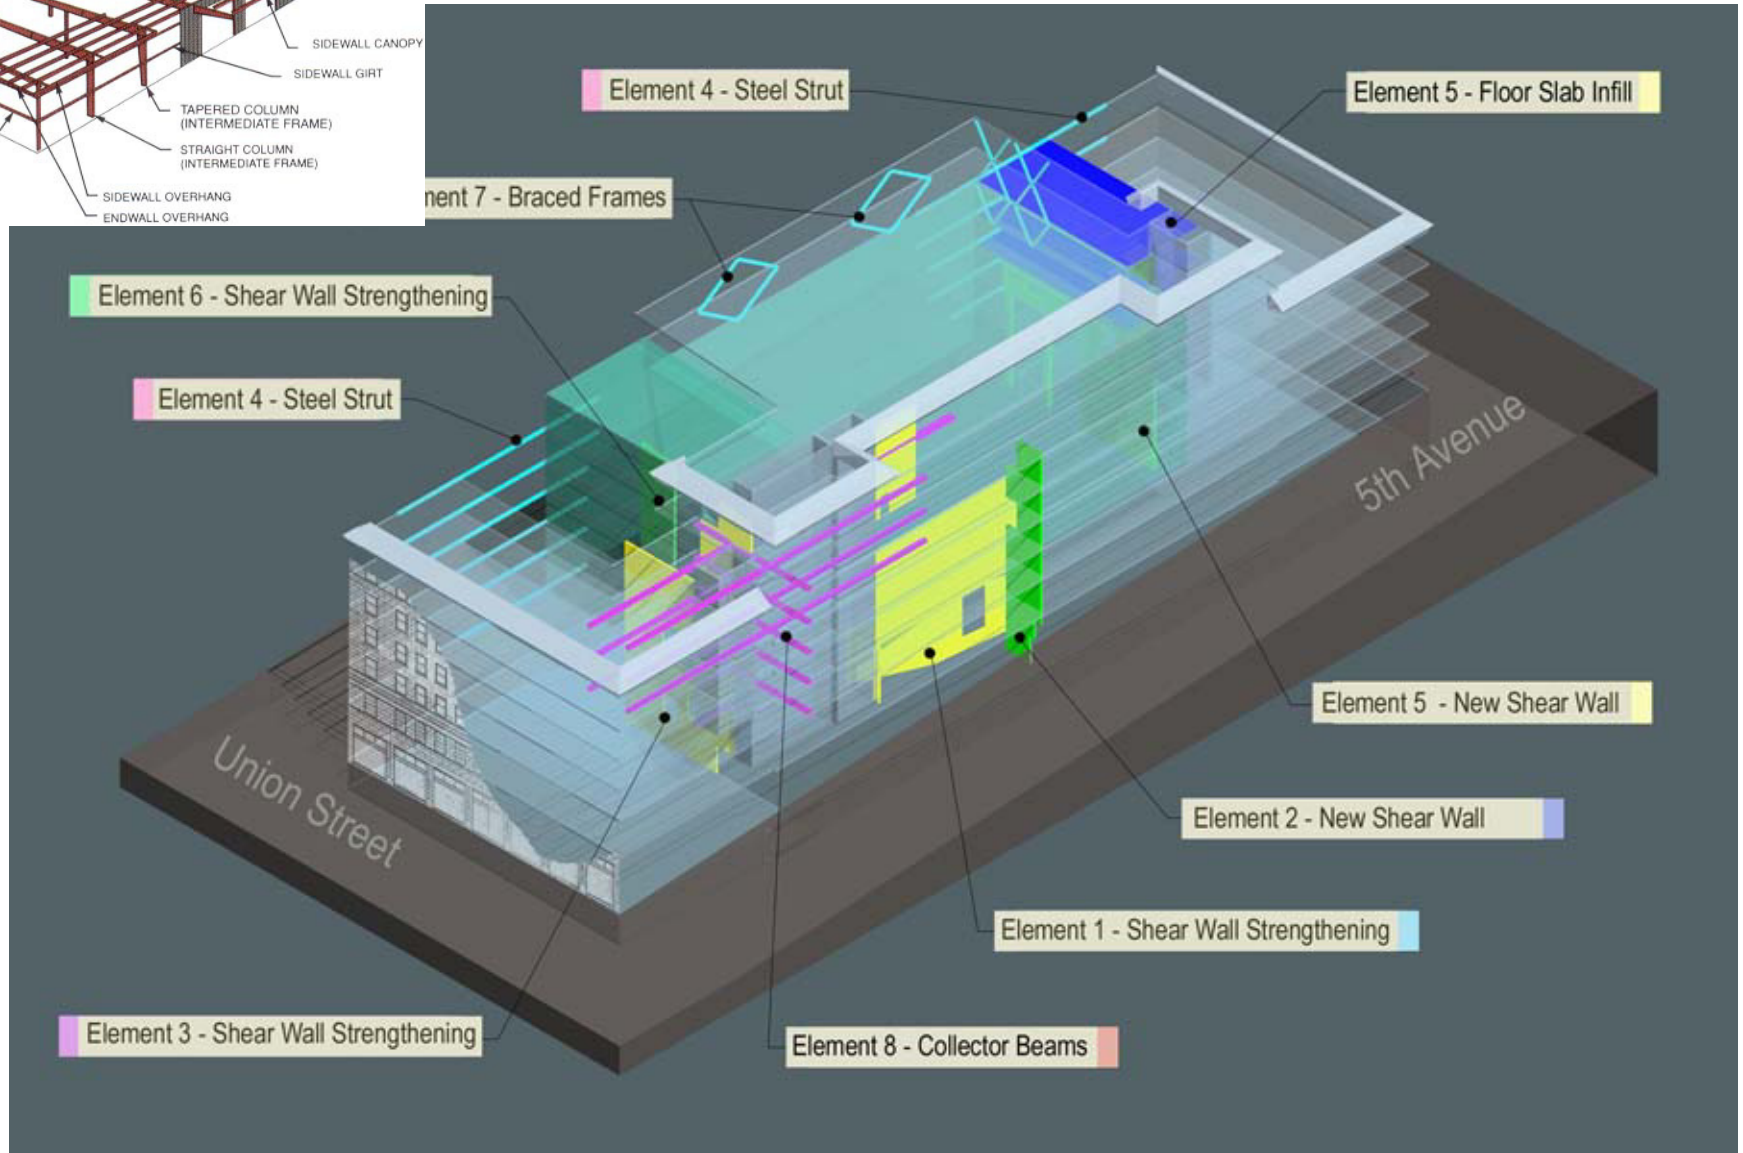 SIDEWALL CANOPY
SIDEWALL GIRT
TAPERED COLUMN
(INTERMEDIATE FRAME)
STRAIGHT COLUMN
(INTERMEDIATE FRAME)
SIDEWALL OVERHANG
ENDWALL OVERHANG
Element 4 - Steel Strut
Element 5 - Floor Slab Infill
ment 7 - Braced Frames
Element 6 - Shear Wall Strengthening
Element 4 - Steel Strut
5th Avenue
Element 5 - New Shear Wall
Union Street
Element 2 - New Shear Wall
Element 1 - Shear Wall Strengthening
Element 3 - Shear Wall Strengthening
Element 8 - Collector Beams